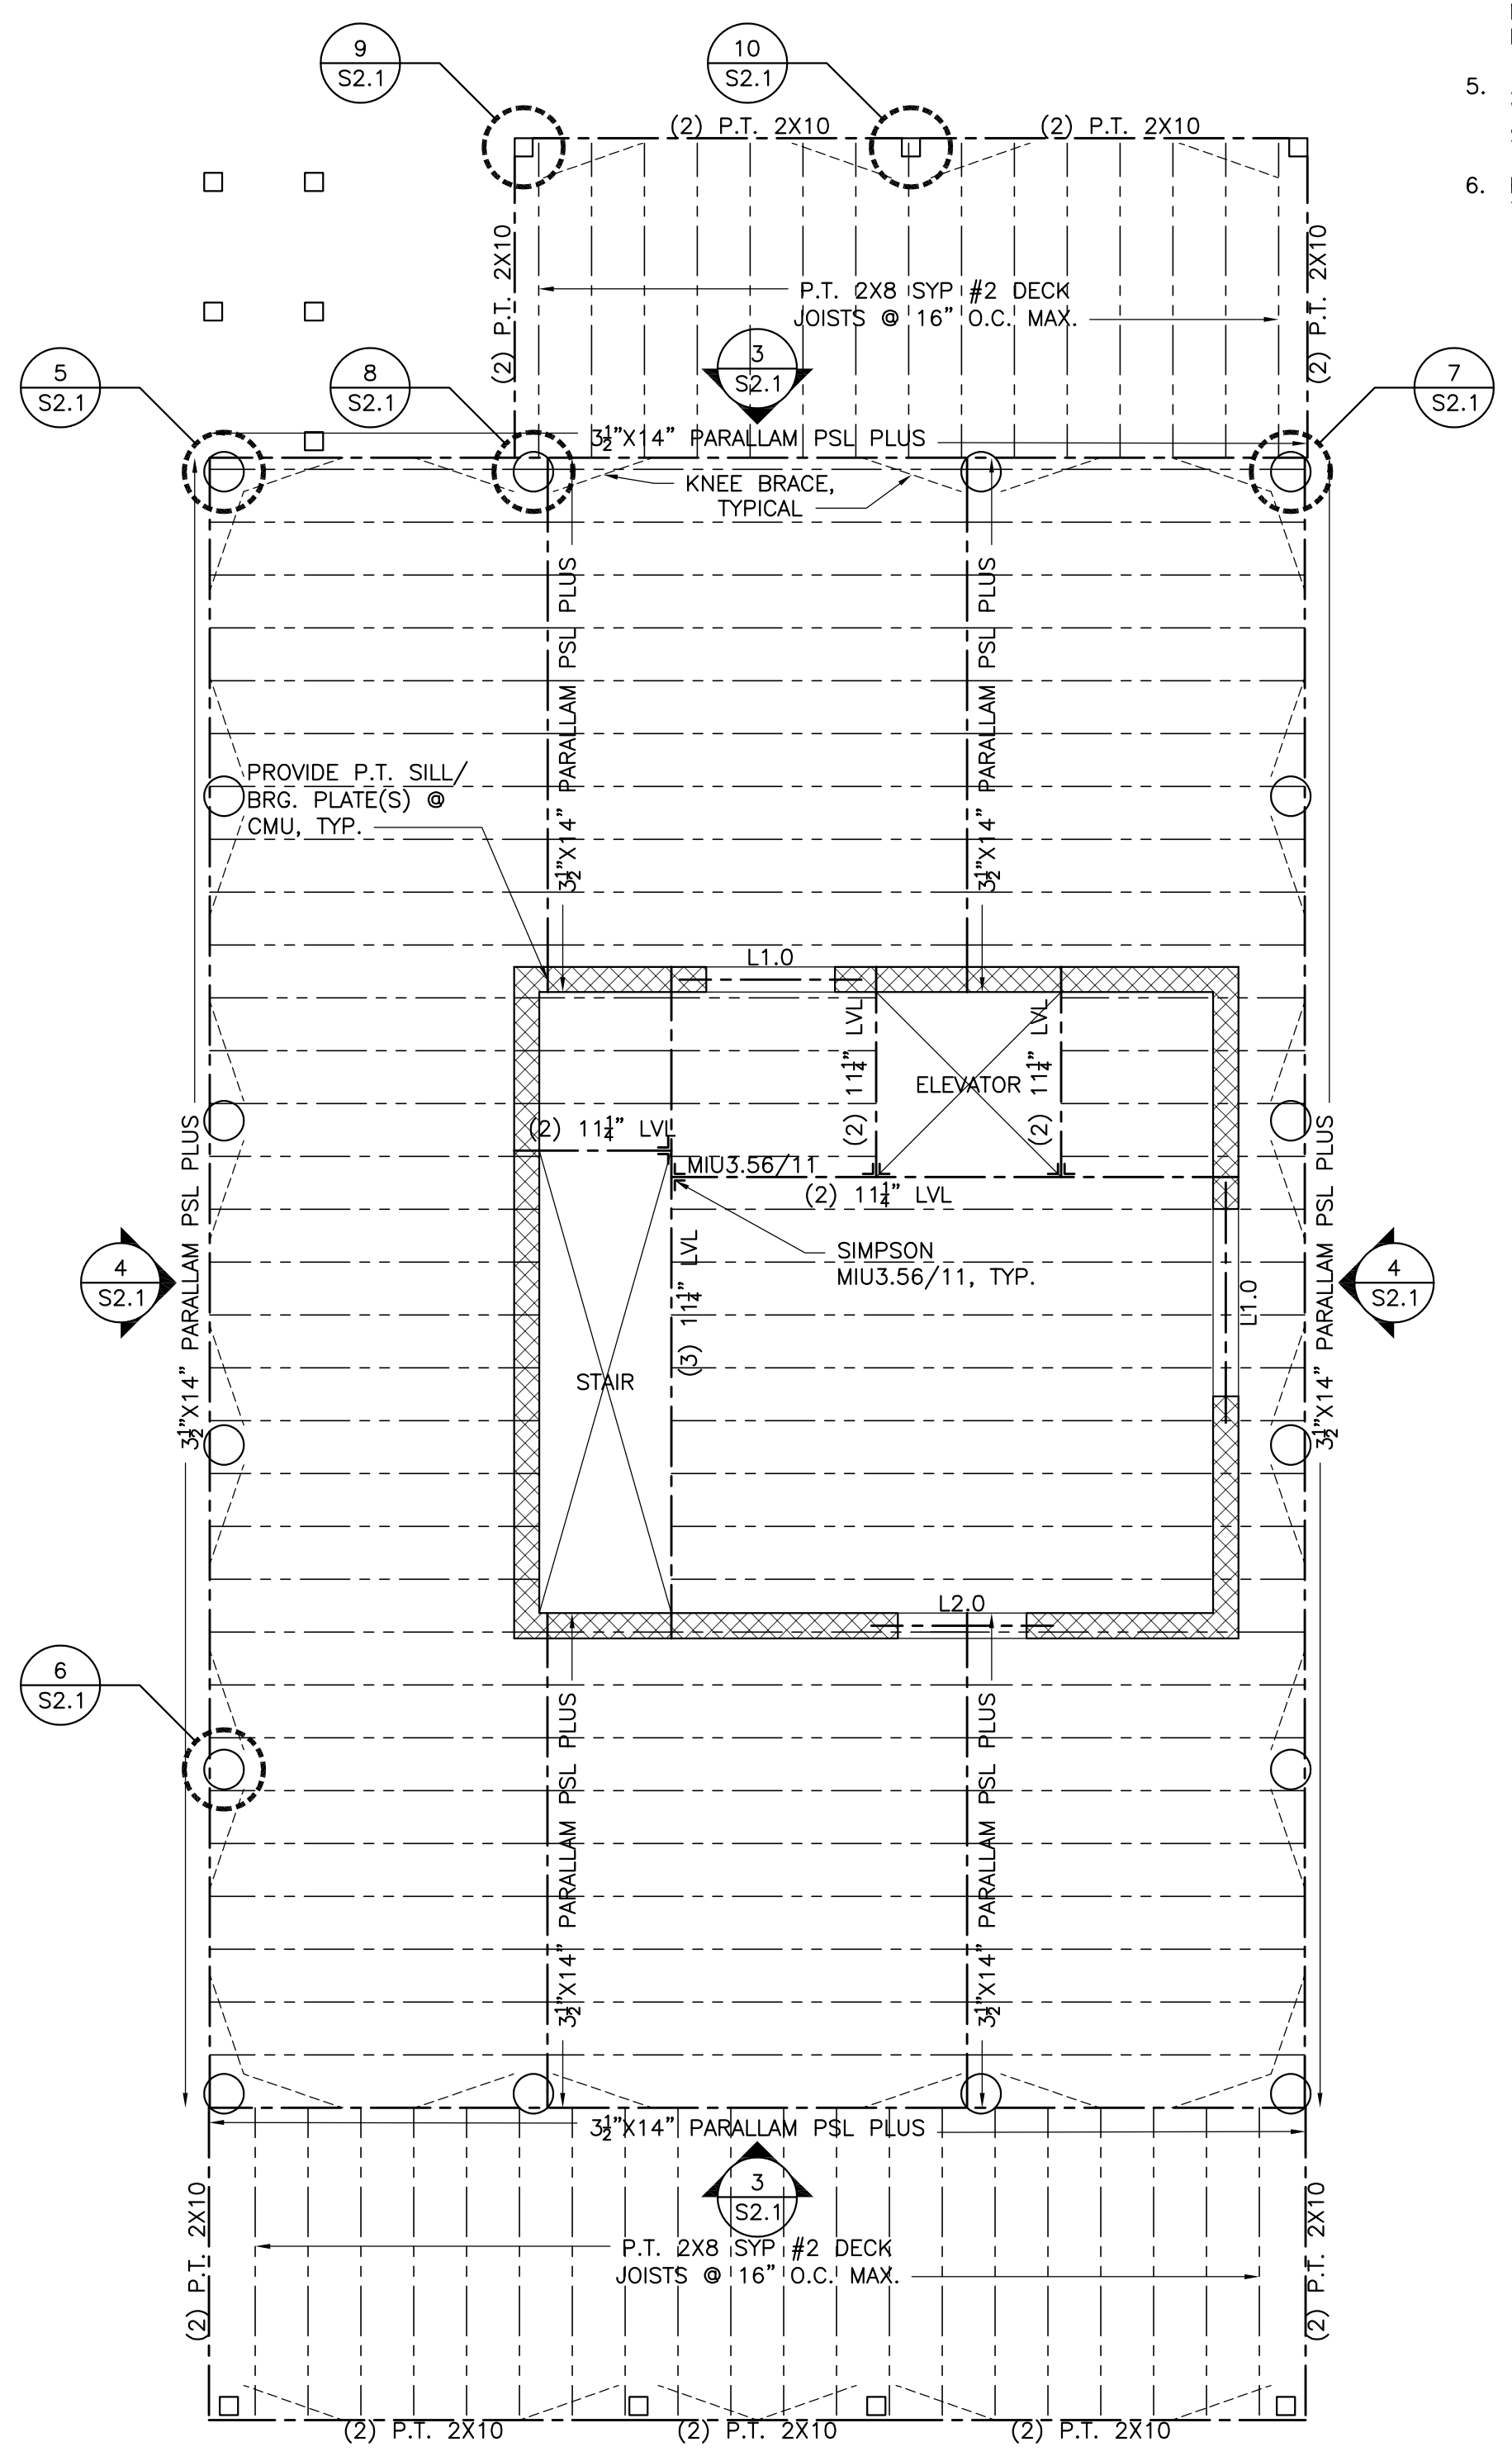 9
S2.1
10
S2.1
5.
6.
(2) P.T. 2X10
(2) P.T. 2X10
(2) P.T. 2X10
(2) P.T. 2X10
P.T. 2X8 SYP #2 DECK
JOISTS @ 16" O.C. MAX.
5
S2.1
8
S2.1
3
S2.1
7
S2.1
3½"X14" PARALLAM PSL PLUS
KNEE BRACE,
TYPICAL
3½"X14" PARALLAM PSL PLUS
3½"X14" PARALLAM PSL PLUS
PROVIDE P.T. SILL/
BRG. PLATE(S) @
CMU, TYP.
L1.0
(2) 11¼" LVL
ELEVATOR
(2) 11¼" LVL
(2) 11¼" LVL
MIU3.56/11
(2) 11¼" LVL
SIMPSON
MIU3.56/11, TYP.
(3) 11¼" LVL
L1.0
3½"X14" PARALLAM PSL PLUS
3½"X14" PARALLAM PSL PLUS
4
S2.1
4
S2.1
STAIR
L2.0
6
S2.1
3½"X14" PARALLAM PSL PLUS
3½"X14" PARALLAM PSL PLUS
3½"X14" PARALLAM PSL PLUS
3
S2.1
(2) P.T. 2X10
(2) P.T. 2X10
P.T. 2X8 SYP #2 DECK
JOISTS @ 16" O.C. MAX.
(2) P.T. 2X10
(2) P.T. 2X10
(2) P.T. 2X10